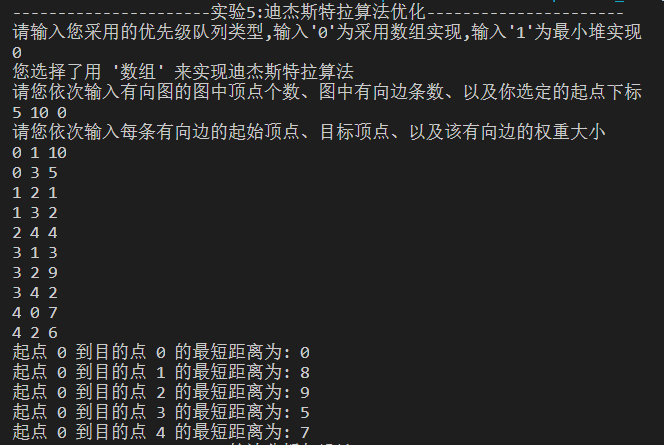 ----------------------实验5:迪杰斯特拉算法优化----------------------
请输入您采用的优先级队列类型,输入'0'为采用数组实现,输入'1'为最小堆实现
0
您选择了用 '数组' 来实现迪杰斯特拉算法
请您依次输入有向图的图中顶点个数、图中有向边条数、以及你选定的起点下标
5 10 0
请您依次输入每条有向边的起始顶点、目标顶点、以及该有向边的权重大小
0 1 10
0 3 5
1 2 1
1 3 2
2 4 4
3 1 3
3 2 9
3 4 2
4 0 7
4 2 6
起点 0 到目的点 0 的最短距离为: 0
起点 0 到目的点 1 的最短距离为: 8
起点 0 到目的点 2 的最短距离为: 9
起点 0 到目的点 3 的最短距离为: 5
起点 0 到目的点 4 的最短距离为: 7